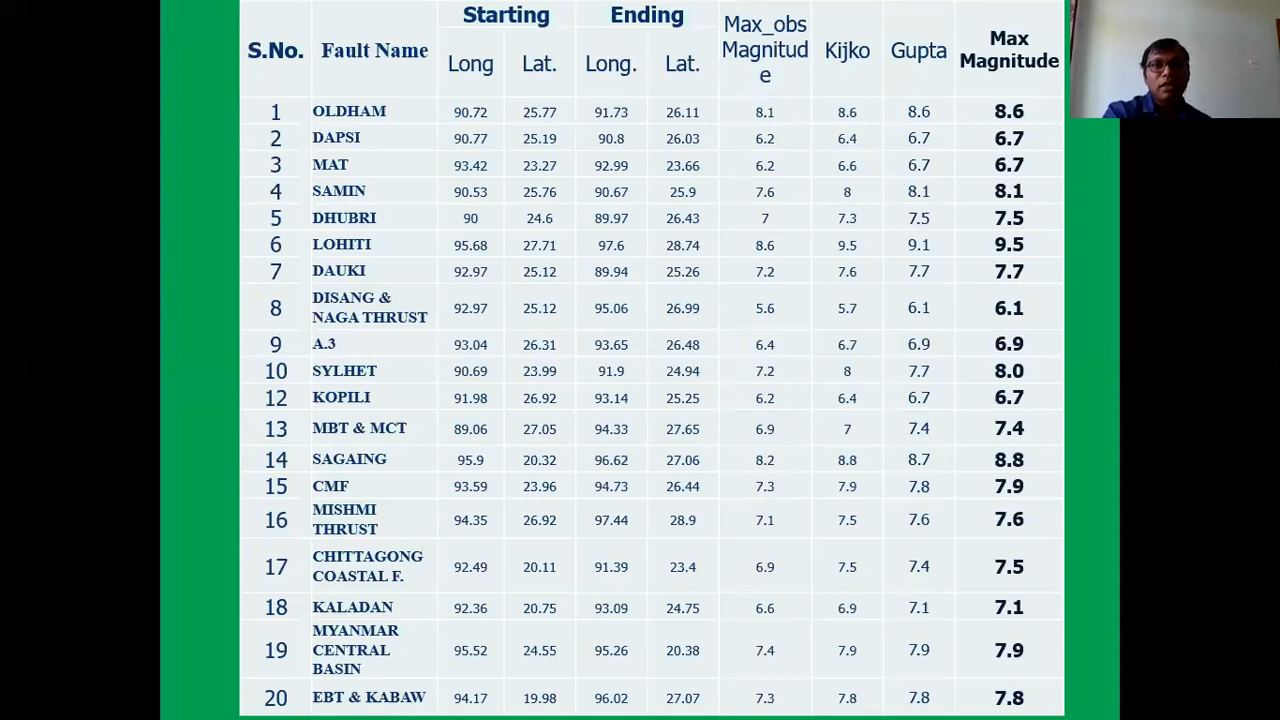 Starting Ending
S.No. Fault Name Long Lat. Long. Lat. Max_obs Magnitud e Kijko Gupta Max Magnitude
1 OLDHAM 90.72 25.77 91.73 26.11 8.1 8.6 8.6 8.6
2 DAPSI 90.77 25.19 90.8 26.03 6.2 6.4 6.7 6.7
3 MAT 93.42 23.27 92.99 23.66 6.2 6.6 6.7 6.7
4 SAMIN 90.53 25.76 90.67 25.9 7.6 8 8.1 8.1
5 DHUBRI 90 24.6 89.97 26.43 7 7.3 7.5 7.5
6 LOHITI 95.68 27.71 97.6 28.74 8.6 9.5 9.1 9.5
7 DAUKI 92.97 25.12 89.94 25.26 7.2 7.6 7.7 7.7
8 DISANG & NAGA THRUST 92.97 25.12 95.06 26.99 5.6 5.7 6.1 6.1
9 A.3 93.04 26.31 93.65 26.48 6.4 6.7 6.9 6.9
10 SYLHET 90.69 23.99 91.9 24.94 7.2 8 7.7 8.0
12 KOPILI 91.98 26.92 93.14 25.25 6.2 6.4 6.7 6.7
13 MBT & MCT 89.06 27.05 94.33 27.65 6.9 7 7.4 7.4
14 SAGAING 95.9 20.32 96.62 27.06 8.2 8.8 8.7 8.8
15 CMF 93.59 23.96 94.73 26.44 7.3 7.9 7.8 7.9
16 MISHMI THRUST 94.35 26.92 97.44 28.9 7.1 7.5 7.6 7.6
17 CHITTAGONG COASTAL F. 92.49 20.11 91.39 23.4 6.9 7.5 7.4 7.5
18 KALADAN 92.36 20.75 93.09 24.75 6.6 6.9 7.1 7.1
19 MYANMAR CENTRAL BASIN 95.52 24.55 95.26 20.38 7.4 7.9 7.9 7.9
20 EBT & KABAW 94.17 19.98 96.02 27.07 7.3 7.8 7.8 7.8